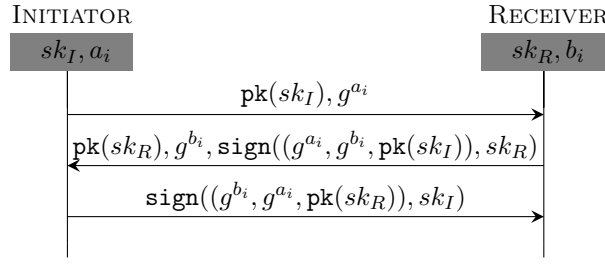 INITIATOR RECEIVER
sk_I, a_i sk_R, b_i
pk(sk_I), g^{a_i}
pk(sk_R), g^{b_i}, sign((g^{a_i}, g^{b_i}, pk(sk_I)), sk_R)
sign((g^{b_i}, g^{a_i}, pk(sk_R)), sk_I)